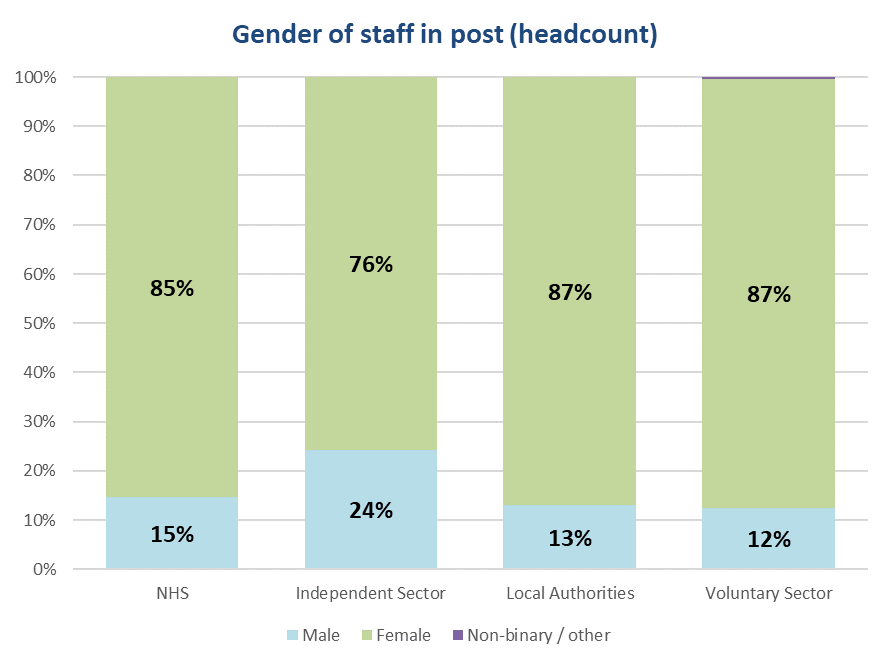 Gender of staff in post (headcount)
100%
90%
80%
70%
60%
50%
40%
30%
20%
10%
0%
85%
76%
87%
87%
15%
24%
13%
12%
NHS
Independent Sector
Local Authorities
Voluntary Sector
Male
Female
Non-binary / other